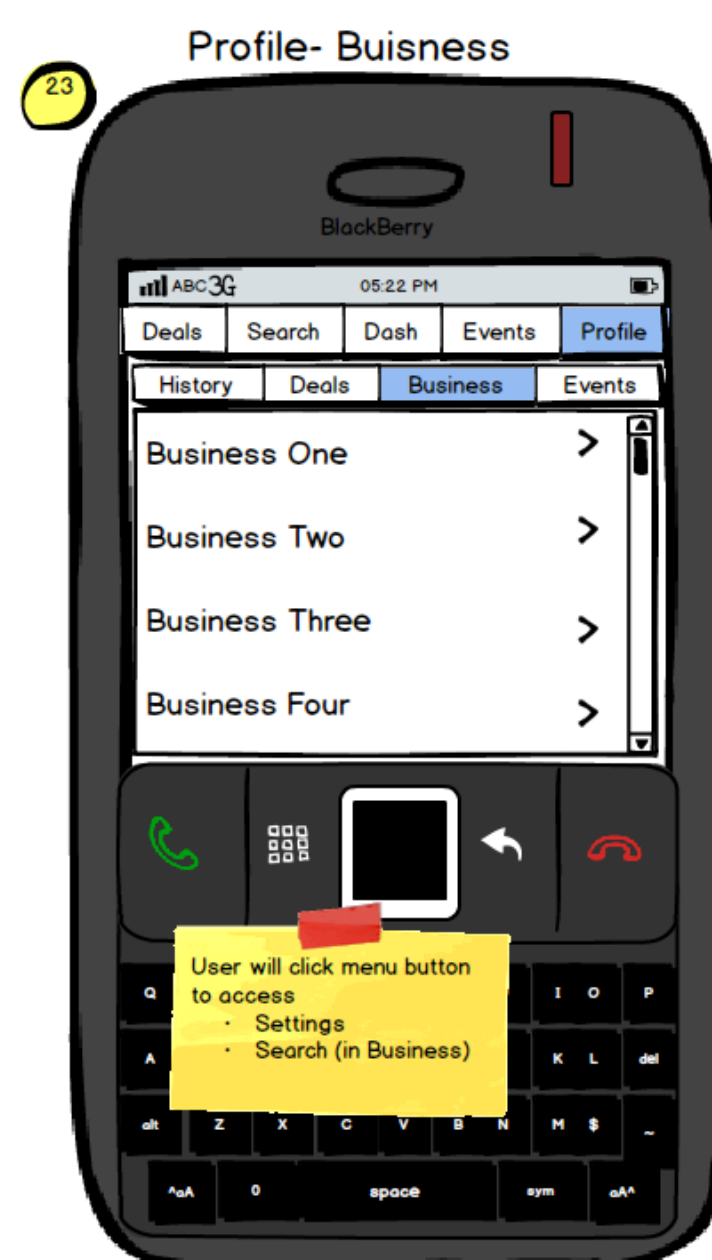 Profile- Buisness
23
BlackBerry
ABC 3G 05:22 PM
Deals Search Dash Events Profile
History Deals Business Events
Business One
Business Two
Business Three
Business Four
User will click menu button
to access
· Settings
· Search (in Business)
Q I O P
A K L del
alt Z X C V B N M $ ~
^aA 0 space sym aA^